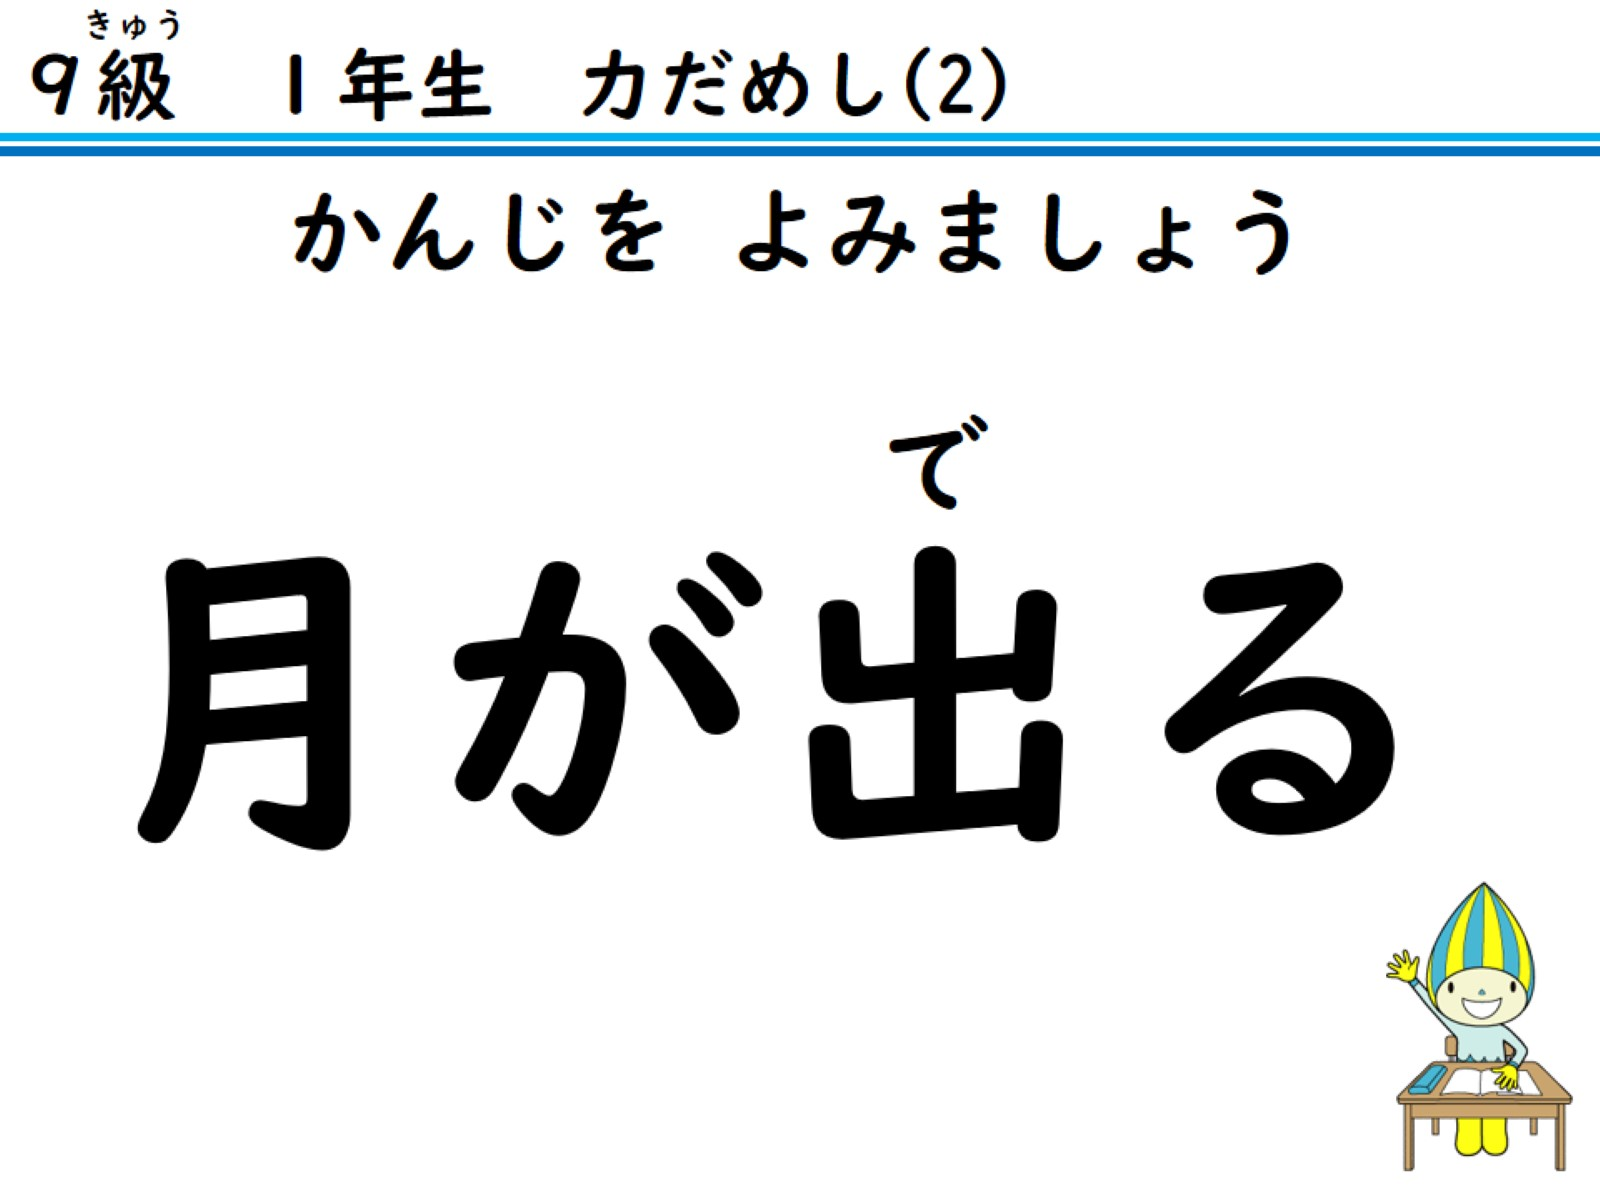 きゅう
9級　1年生　力だめし(2)
かんじを よみましょう
で
月が出る